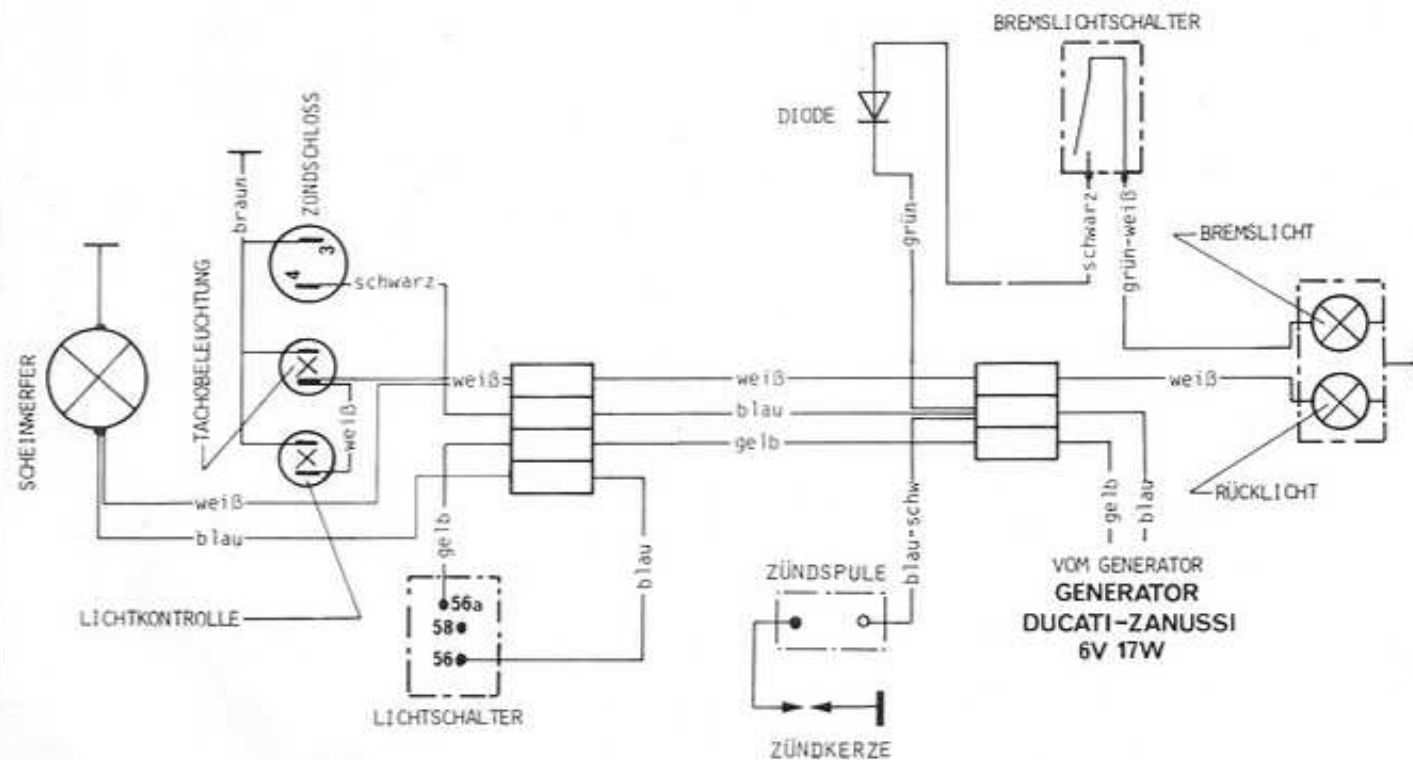 BREMSLICHTSCHALTER
DIODE
ZÜNDSCHLOSS
braun
3
4
schwarz
grün
schwarz
grün-weiß
BREMSLICHT
SCHEINWERFER
TACHOBELEUCHTUNG
weiß
weiß
weiß
weiß
blau
gelb
weiß
blau
gelb
blau
blau-schw
gelb
blau
RÜCKLICHT
LICHTKONTROLLE
56a
58
56
LICHTSCHALTER
ZÜNDSPULE
ZÜNDKERZE
VOM GENERATOR
GENERATOR
DUCATI-ZANUSSI
6V 17W